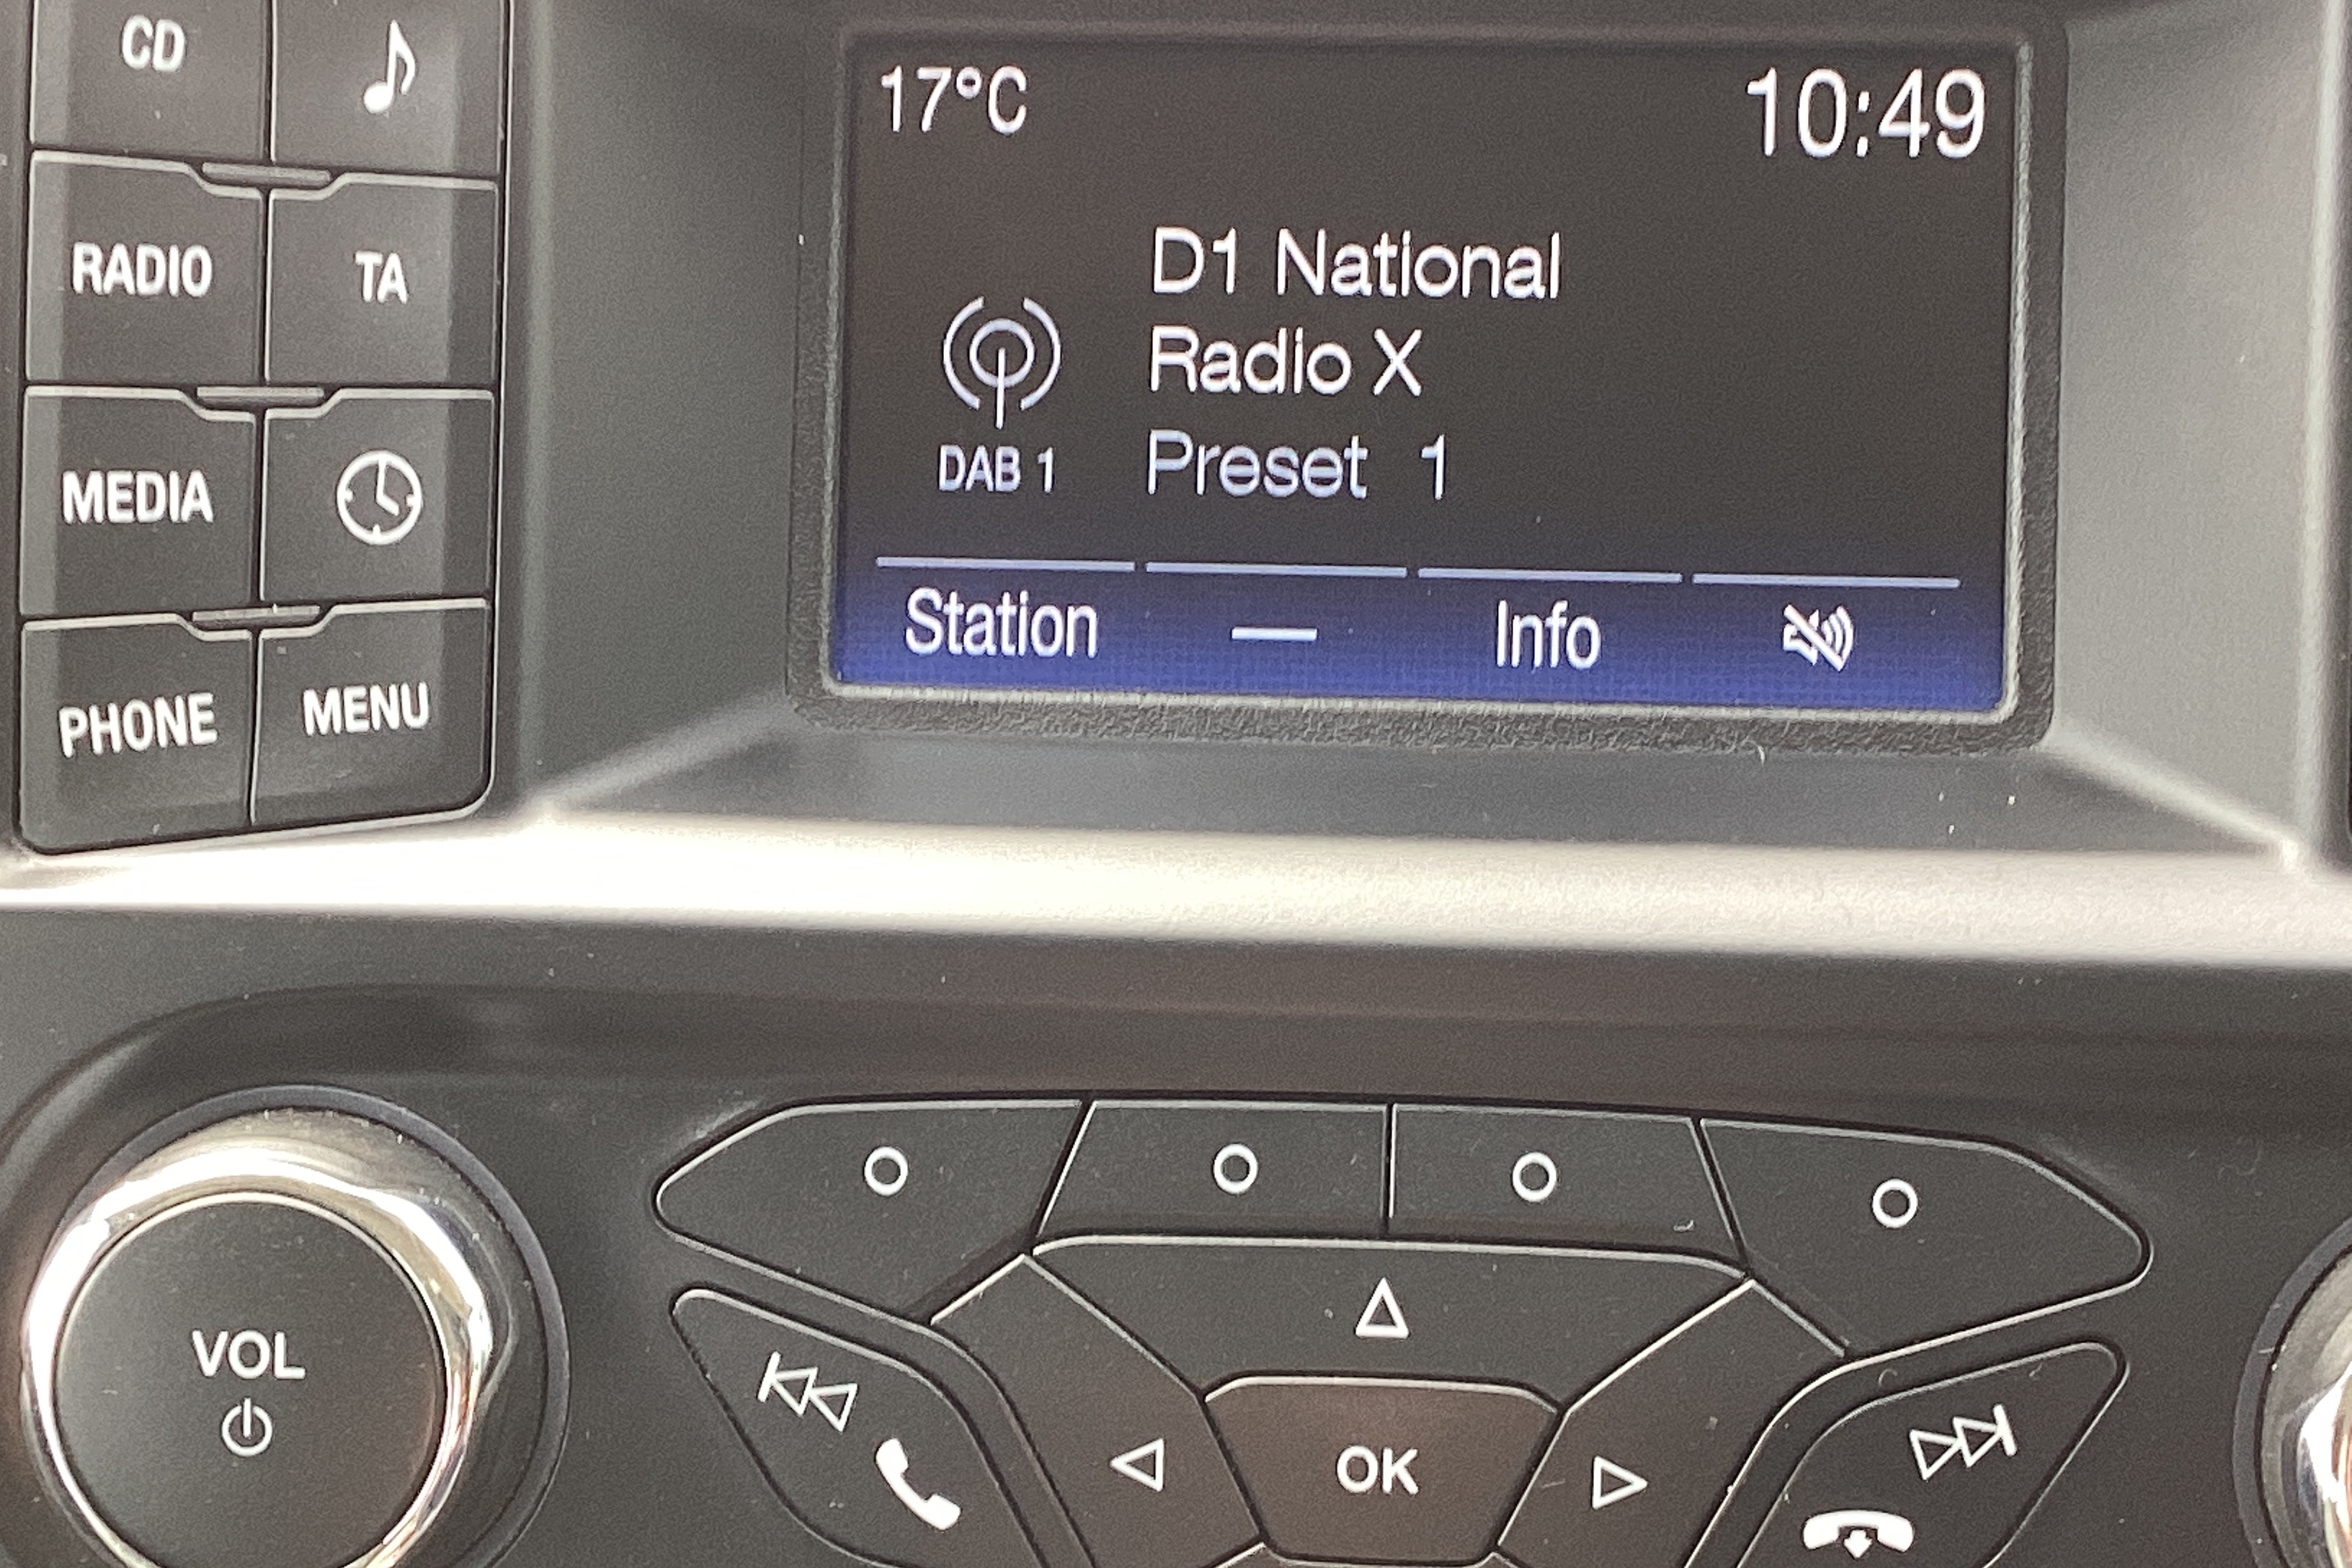 CD
RADIO
TA
MEDIA
PHONE
MENU
17°C
10:49
D1 National
Radio X
DAB 1
Preset 1
Station
Info
VOL
OK